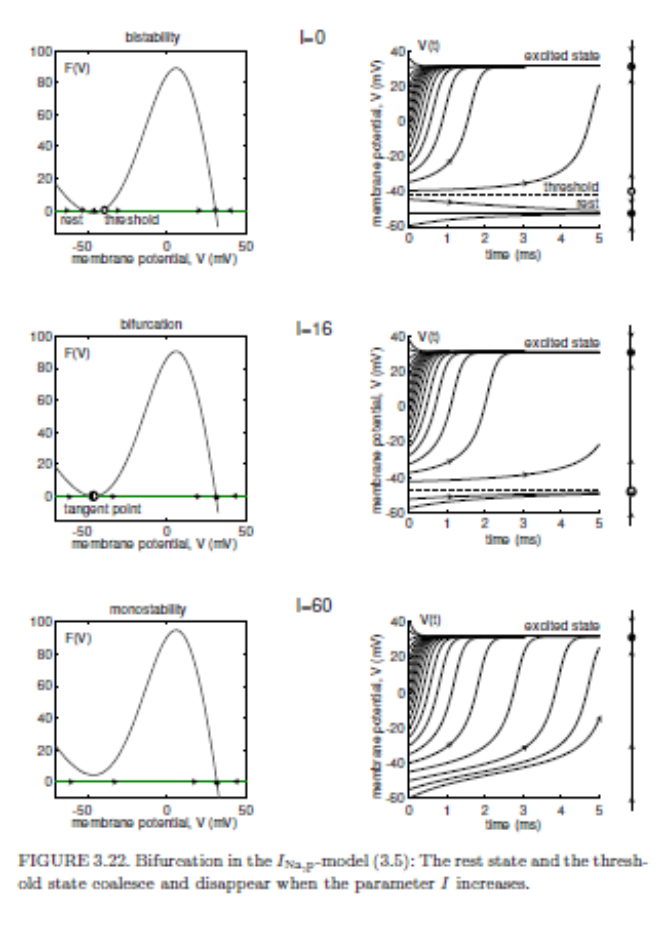 bistability
I=0
F(V)
100
80
60
40
20
0
rest
threshold
-50
0
50
membrane potential, V (mV)
V(t)
excited state
threshold
rest
membrane potential, V (mV)
40
20
0
-20
-40
-60
0
1
2
3
4
5
time (ms)
bifurcation
I=16
F(V)
100
80
60
40
20
0
tangent point
-50
0
50
membrane potential, V (mV)
V(t)
excited state
membrane potential, V (mV)
40
20
0
-20
-40
-60
0
1
2
3
4
5
time (ms)
monostability
I=60
F(V)
100
80
60
40
20
0
-50
0
50
membrane potential, V (mV)
V(t)
excited state
membrane potential, V (mV)
40
20
0
-20
-40
-60
0
1
2
3
4
5
time (ms)
FIGURE 3.22. Bifurcation in the I_Na,p-model (3.5): The rest state and the thresh-
old state coalesce and disappear when the parameter I increases.